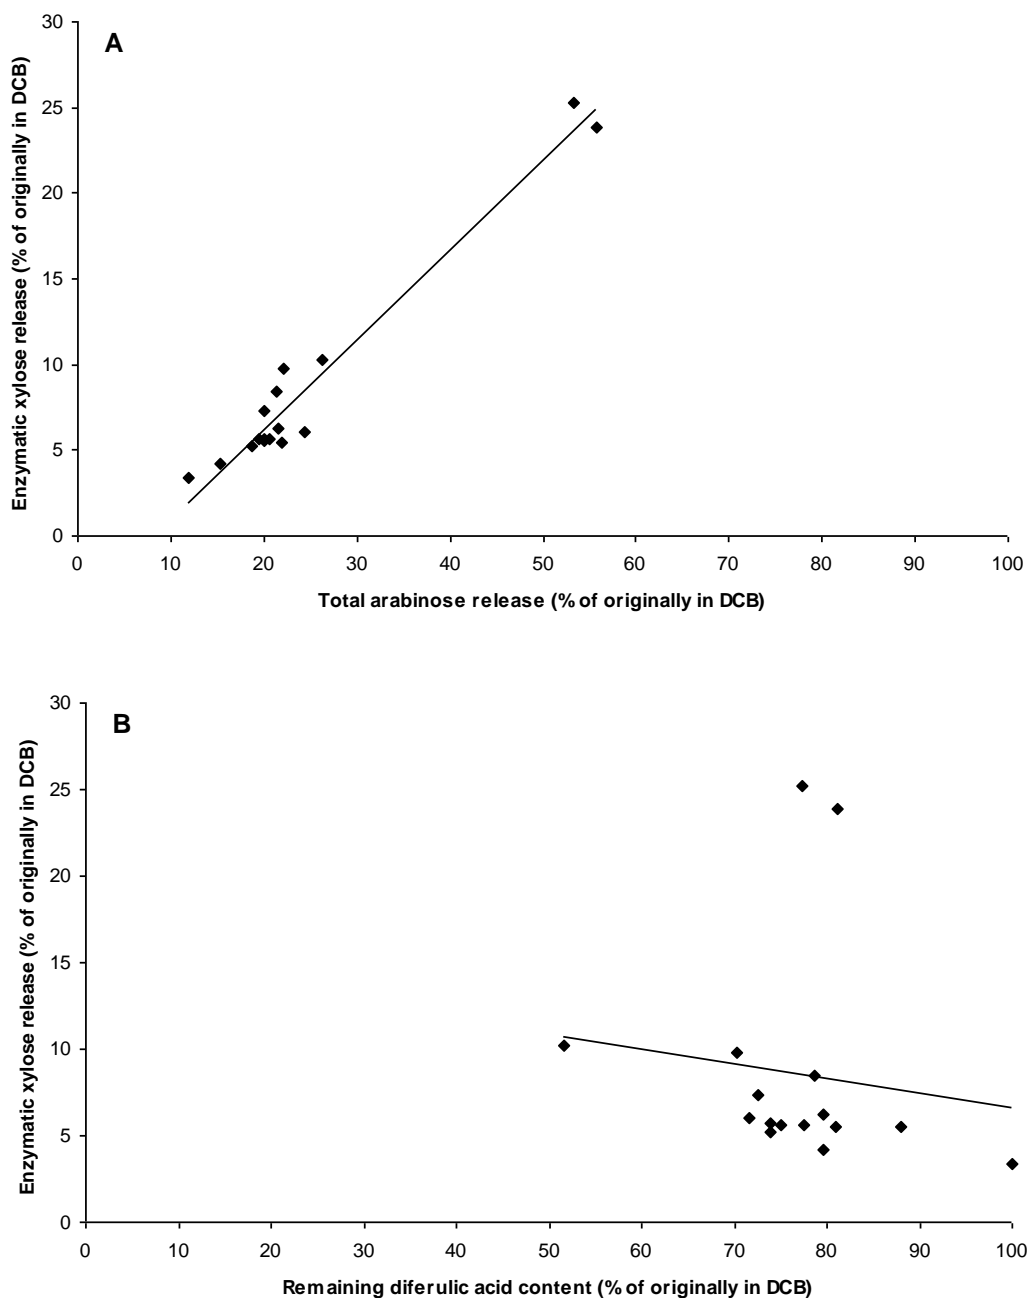 A
Enzymatic xylose release (% of originally in DCB)
30
25
20
15
10
5
0
0 10 20 30 40 50 60 70 80 90 100
Total arabinose release (% of originally in DCB)
B
Enzymatic xylose release (% of originally in DCB)
30
25
20
15
10
5
0
0 10 20 30 40 50 60 70 80 90 100
Remaining diferulic acid content (% of originally in DCB)